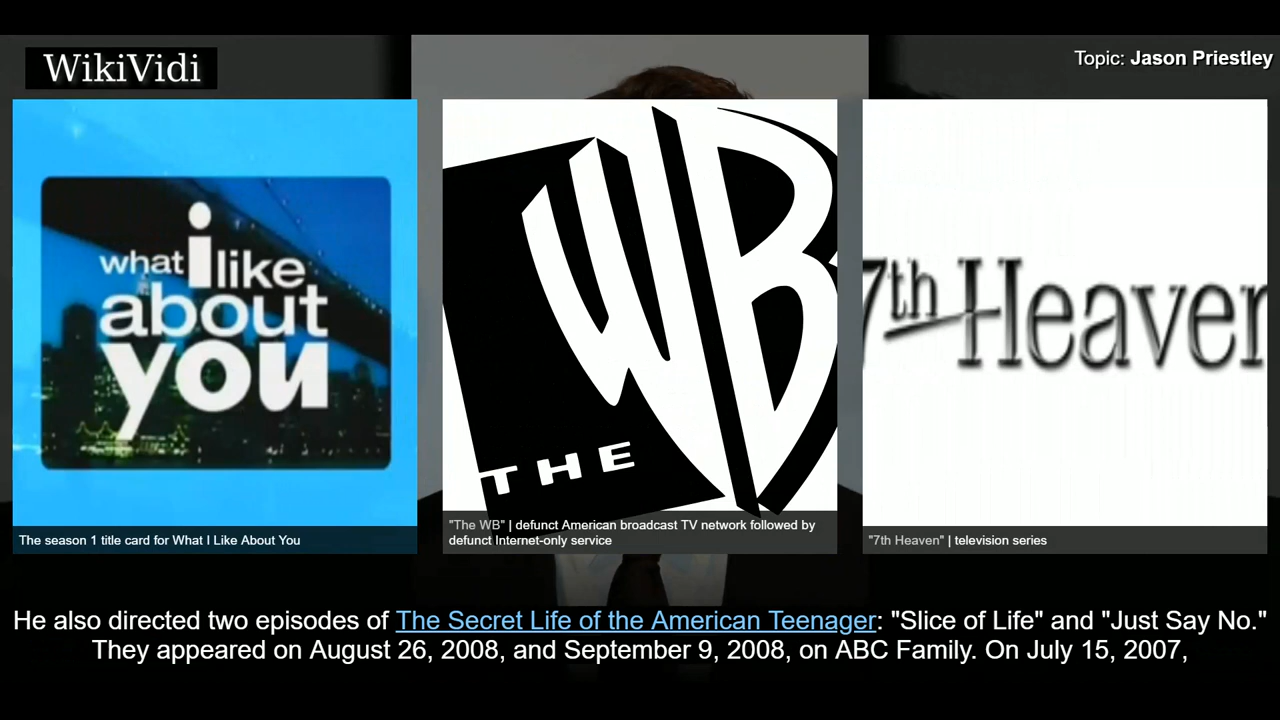 WikiVidi
Topic: Jason Priestley
what i like
about
you
The season 1 title card for What I Like About You
WB
THE
"The WB" | defunct American broadcast TV network followed by
defunct Internet-only service
7th Heaven
"7th Heaven" | television series
He also directed two episodes of The Secret Life of the American Teenager: "Slice of Life" and "Just Say No."
They appeared on August 26, 2008, and September 9, 2008, on ABC Family. On July 15, 2007,